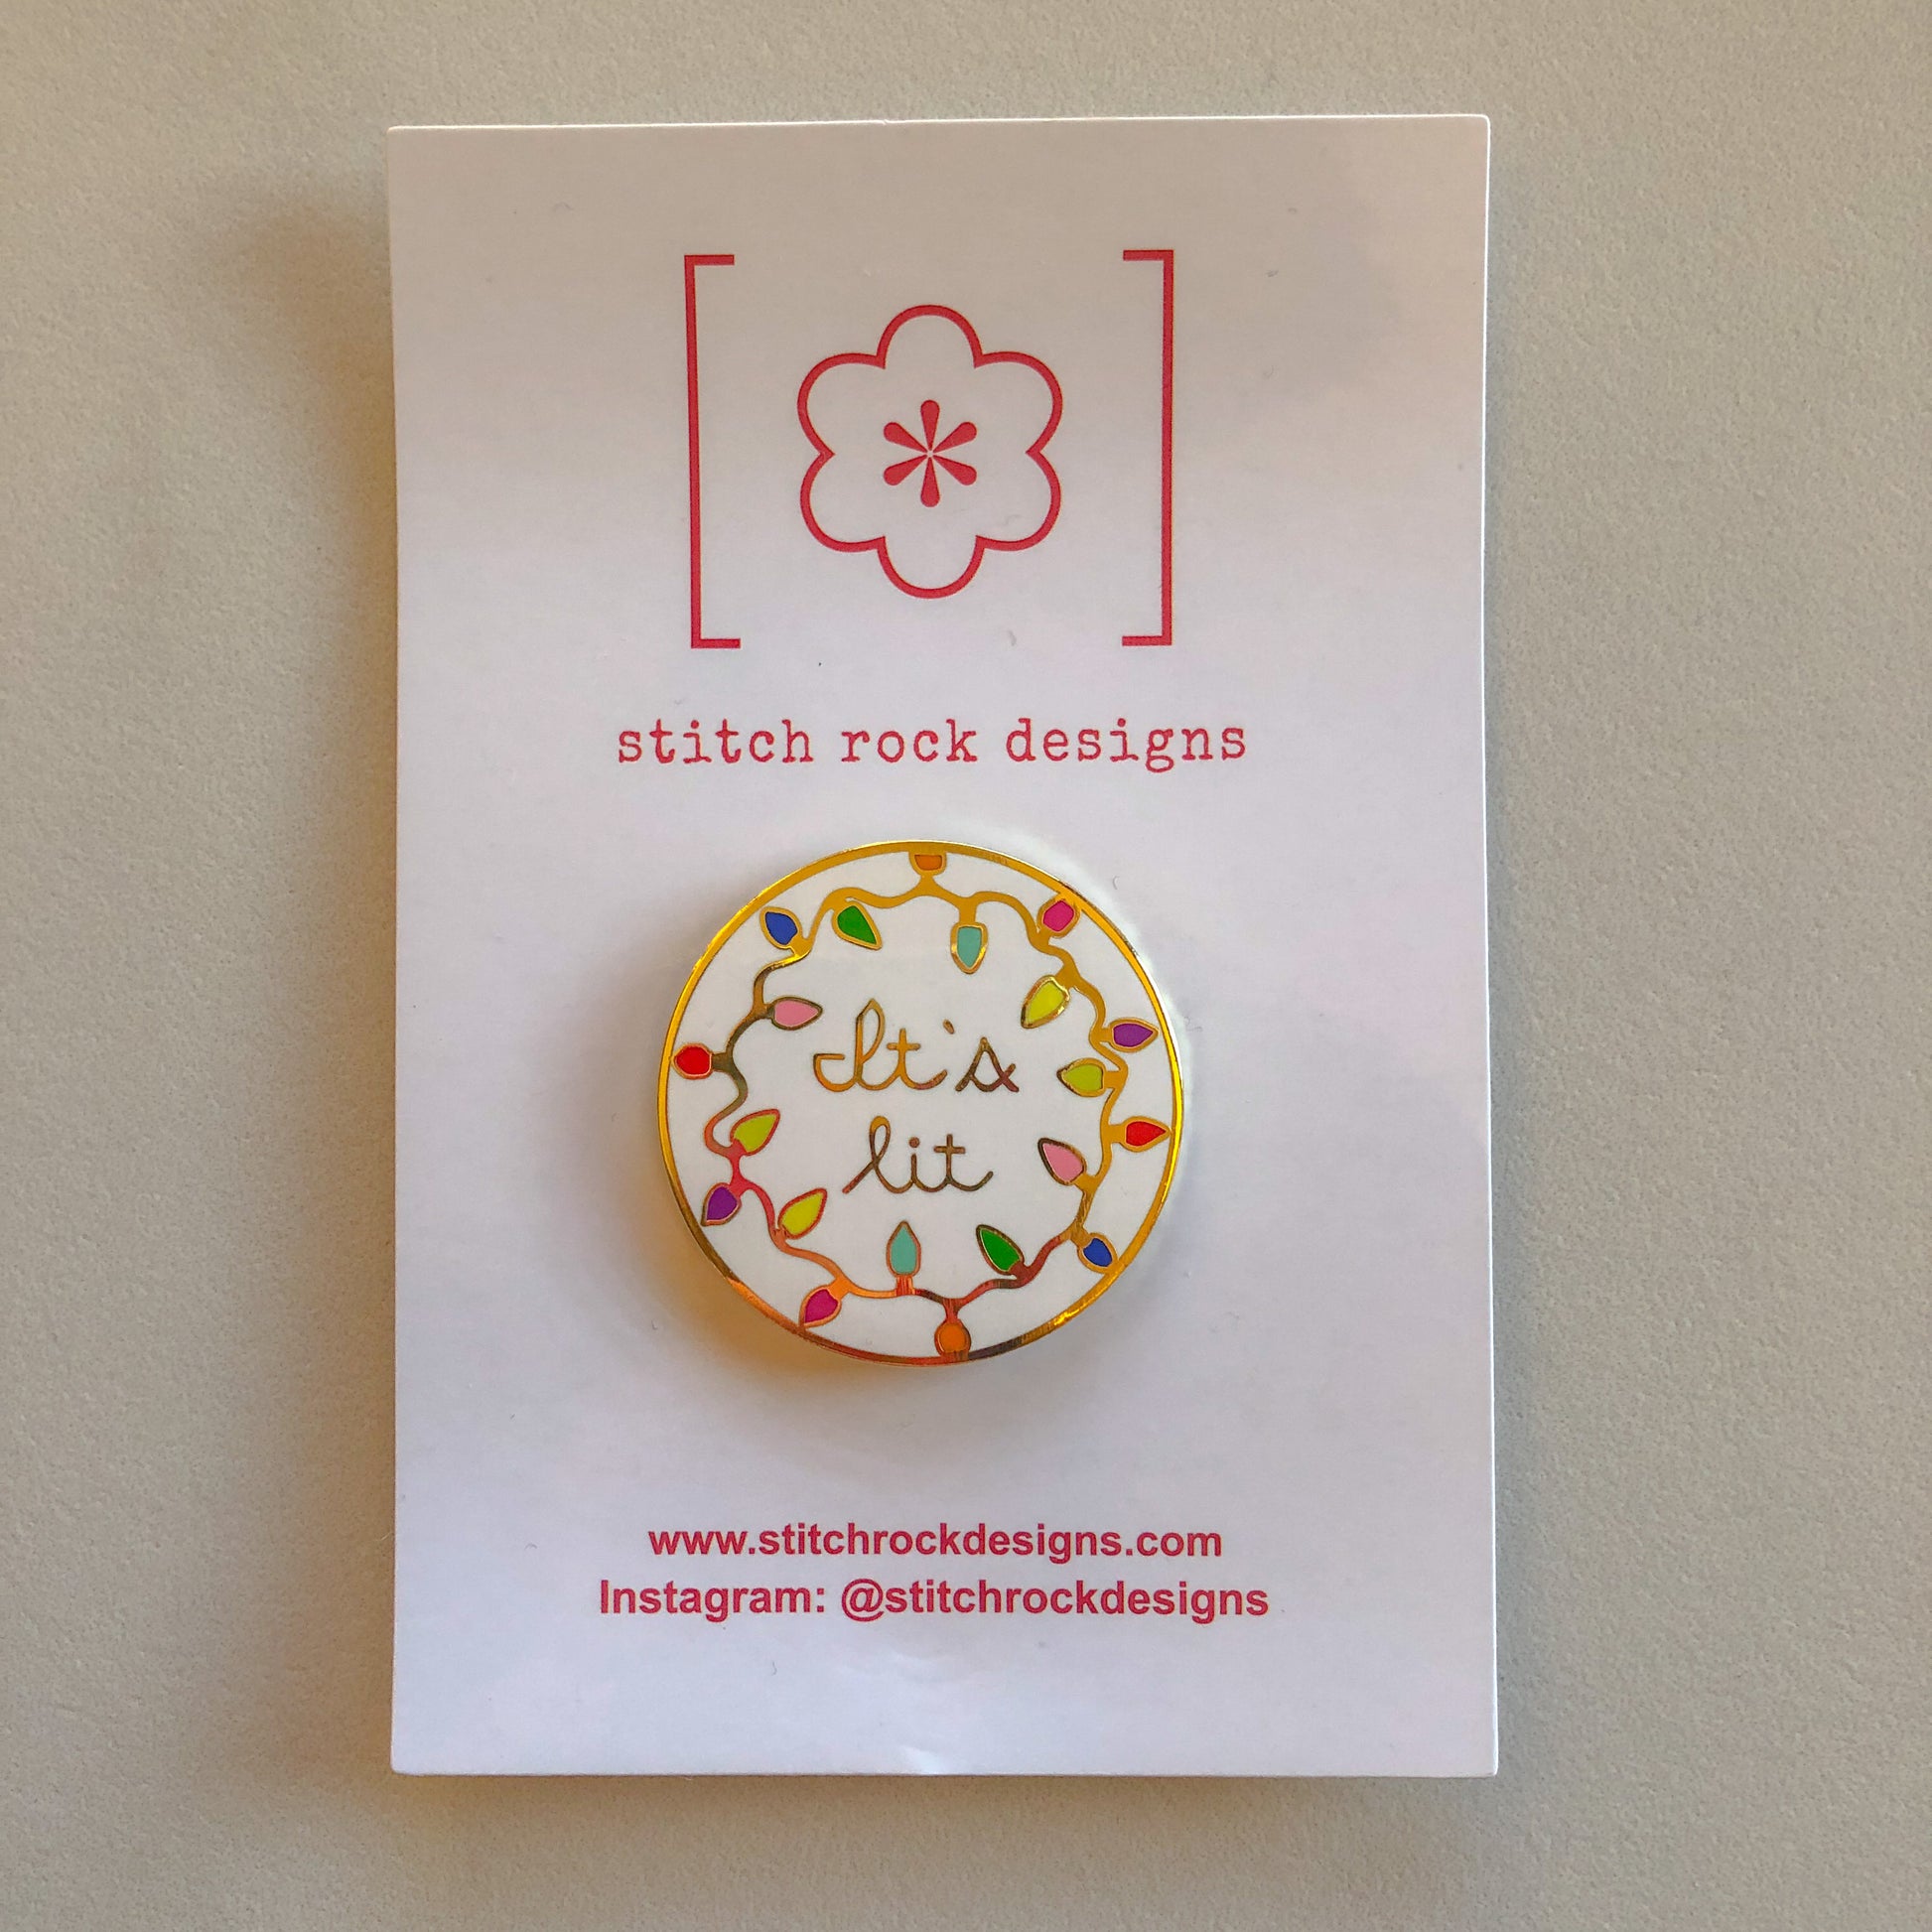 stitch rock designs
It's
lit
www.stitchrockdesigns.com
Instagram: @stitchrockdesigns